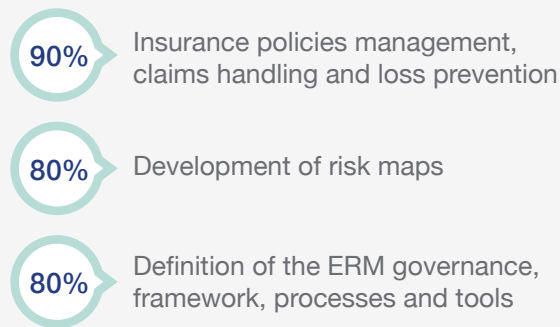 90%
Insurance policies management,
claims handling and loss prevention
80%
Development of risk maps
80%
Definition of the ERM governance,
framework, processes and tools